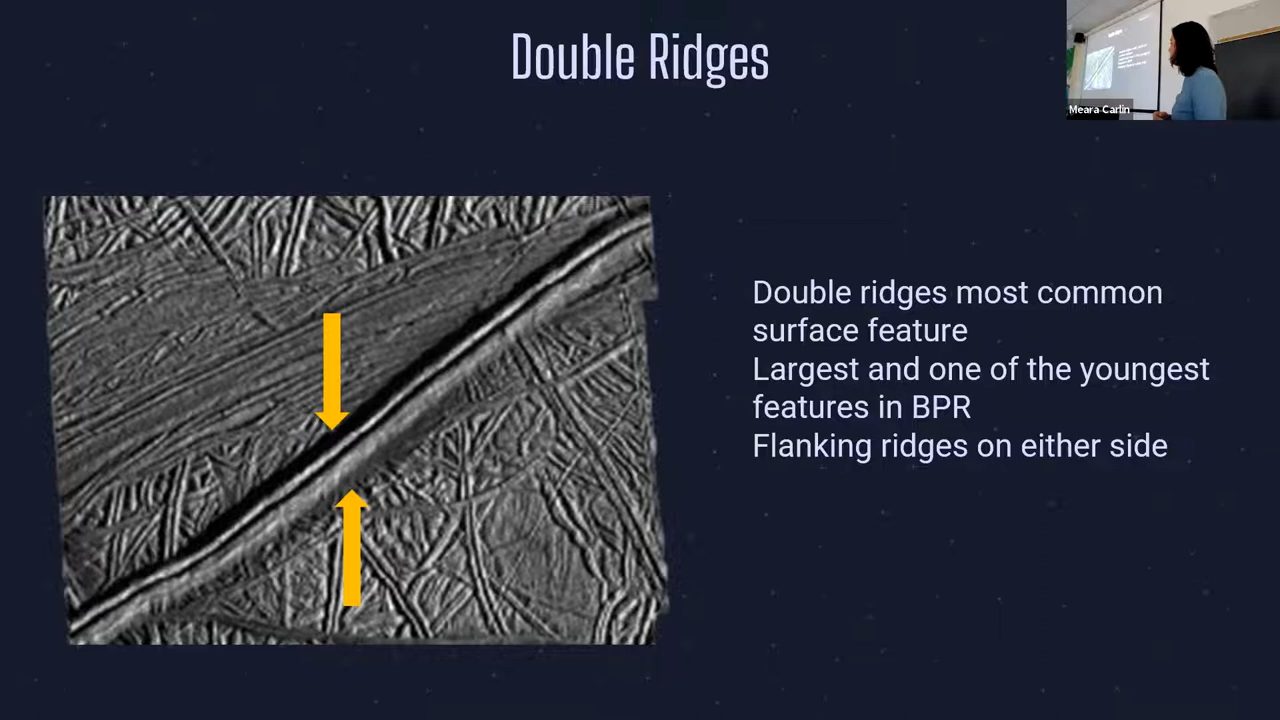 Double Ridges
Meara Carlin
Double ridges most common
surface feature
Largest and one of the youngest
features in BPR
Flanking ridges on either side